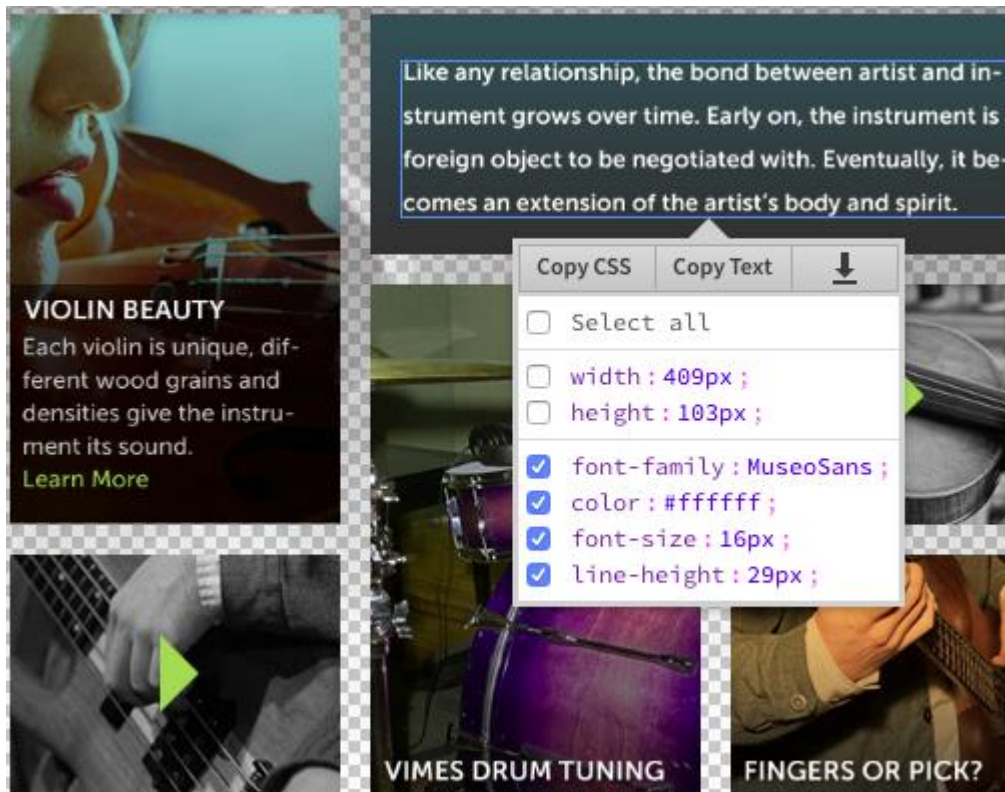 Like any relationship, the bond between artist and in-
strument grows over time. Early on, the instrument is
foreign object to be negotiated with. Eventually, it be-
comes an extension of the artist's body and spirit.
Copy CSS
Copy Text
Select all
width : 409px ;
height : 103px ;
font-family : MuseoSans ;
color : #ffffff ;
font-size : 16px ;
line-height : 29px ;
VIOLIN BEAUTY
Each violin is unique, dif-
ferent wood grains and
densities give the instru-
ment its sound.
Learn More
VIMES DRUM TUNING
FINGERS OR PICK?